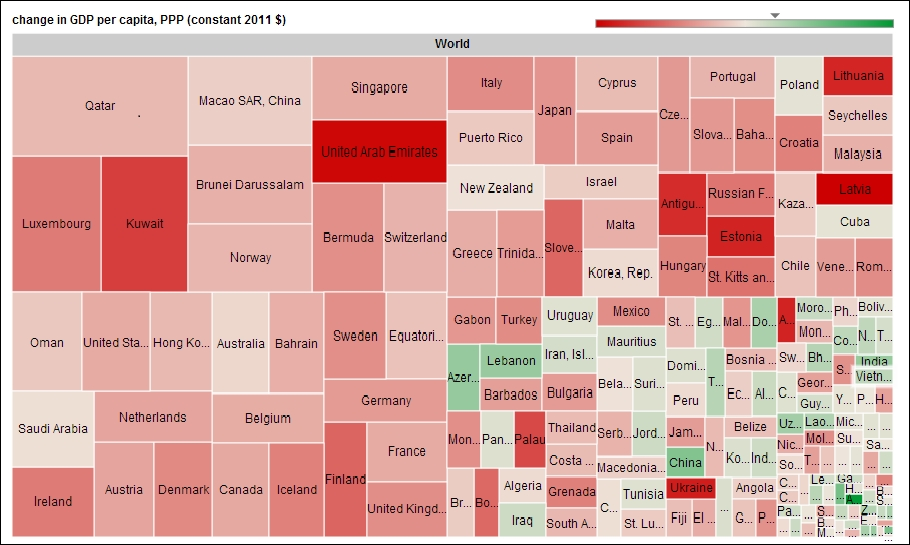 change in GDP per capita, PPP (constant 2011 $)
World
Qatar
Macao SAR, China
Singapore
United Arab Emirates
Brunei Darussalam
Luxembourg
Kuwait
Norway
Bermuda
Switzerland
Oman
United Sta...
Hong Ko...
Australia
Bahrain
Sweden
Equatori...
Saudi Arabia
Netherlands
Belgium
Germany
Ireland
Austria
Denmark
Canada
Iceland
Finland
France
United Kingd...
Italy
Japan
Cyprus
Puerto Rico
Spain
New Zealand
Israel
Greece
Trinida...
Slove...
Malta
Korea, Rep.
Cze...
Portugal
Slova...
Baha...
Poland
Lithuania
Seychelles
Croatia
Malaysia
Antigu...
Russian F...
Estonia
Hungary
St. Kitts an...
Kaza...
Latvia
Cuba
Chile
Vene...
Rom...
Gabon
Turkey
Uruguay
Azer...
Lebanon
Iran, Isl...
Barbados
Bulgaria
Mexico
Mauritius
Bela...
Suri...
Mon...
Pan...
Palau
Thailand
Costa ...
Serb...
Jord...
Macedonia...
Br...
Bo...
Algeria
Iraq
Grenada
South A...
C...
Tunisia
St. Lu...
St. ...
Eg...
Mal...
Do...
Domi...
T...
Bosnia ...
Peru
Ec...
Al...
Jam...
N...
Belize
China
Ko...
Ind...
Ukraine
Angola
Fiji
El ...
...
G...
P...
A...
Moro...
Ph...
Boliv...
Mon...
Co...
N...
T...
Sw...
Bh...
S...
India
Vietn...
C...
Geor...
Guy...
Y...
P...
H...
Uz...
Lao...
Mic...
Nic...
Mol...
Su...
Sa...
So...
T...
C...
C...
Le...
Ga...
H...
A...
B...
Pa...
S...
B...
M...
Z...
E...